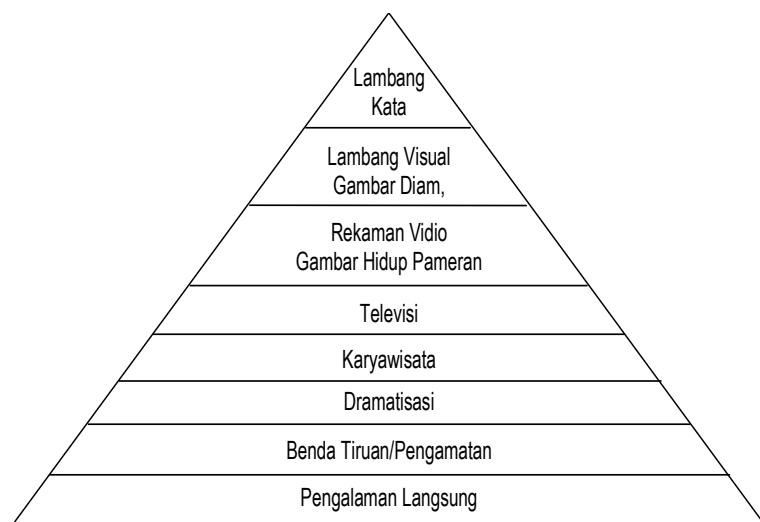 Lambang
Kata
Lambang Visual
Gambar Diam,
Rekaman Vidio
Gambar Hidup Pameran
Televisi
Karyawisata
Dramatisasi
Benda Tiruan/Pengamatan
Pengalaman Langsung